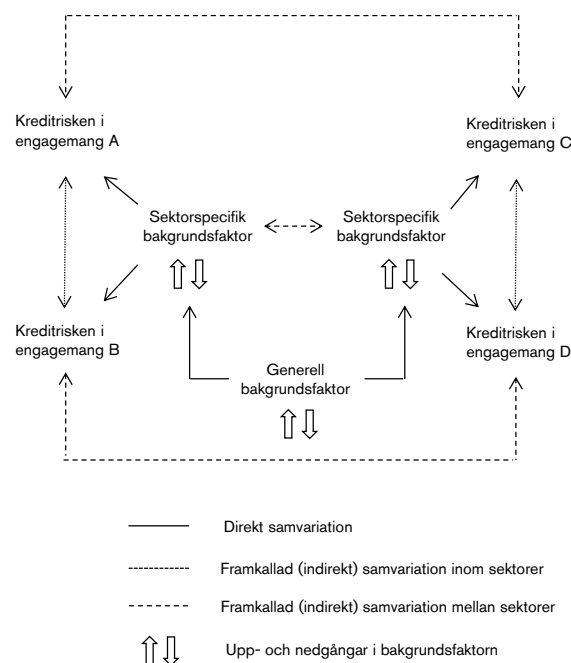 Kreditrisken i
engagemang A
Kreditrisken i
engagemang C
Sektorspecifik
bakgrundsfaktor
Sektorspecifik
bakgrundsfaktor
Kreditrisken i
engagemang B
Kreditrisken i
engagemang D
Generell
bakgrundsfaktor
Direkt samvariation
Framkallad (indirekt) samvariation inom sektorer
Framkallad (indirekt) samvariation mellan sektorer
Upp- och nedgångar i bakgrundsfaktorn